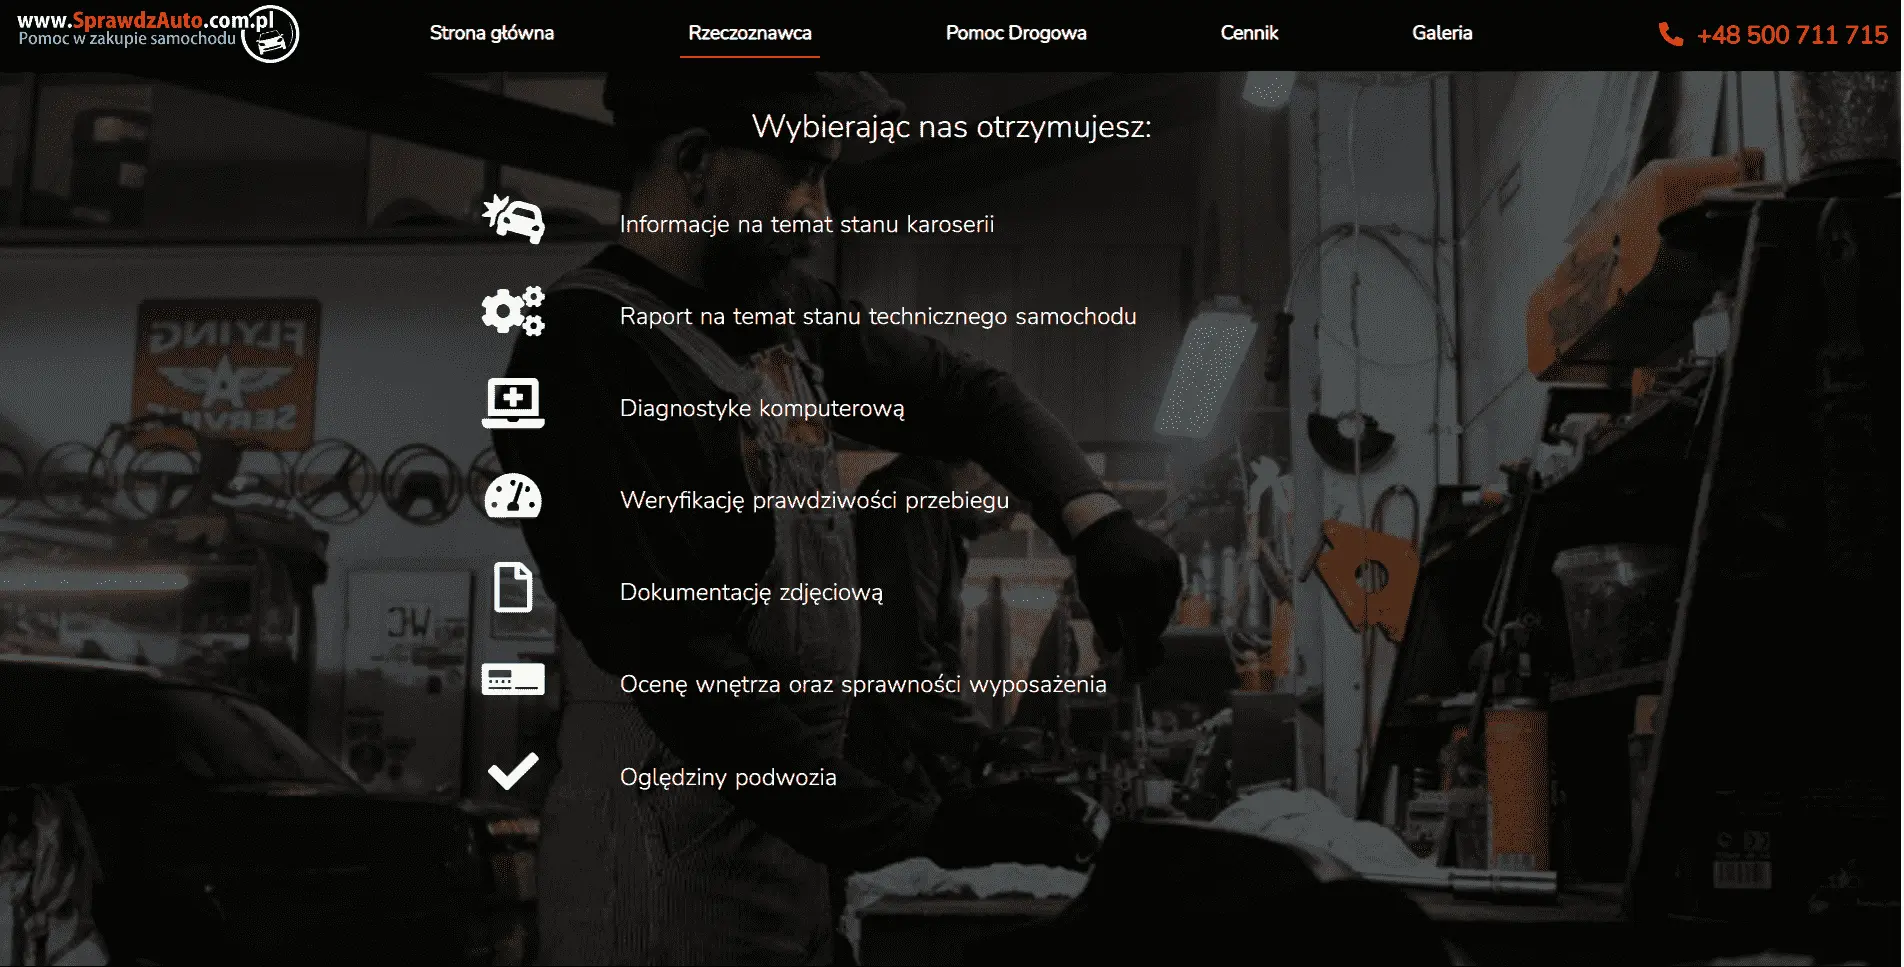 www.SprawdzAuto.com.pl
Pomoc w zakupie samochodu
Strona główna
Rzeczoznawca
Pomoc Drogowa
Cennik
Galeria
+48 500 711 715
Wybierając nas otrzymujesz:
Informacje na temat stanu karoserii
Raport na temat stanu technicznego samochodu
Diagnostyke komputerową
Weryfikację prawdziwości przebiegu
Dokumentację zdjęciową
Ocenę wnętrza oraz sprawności wyposażenia
Oględziny podwozia
FLYING
A
SERVICE